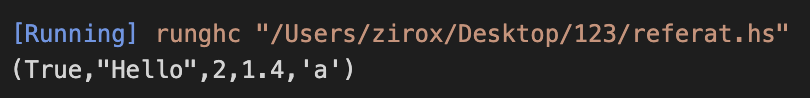 [Running] runghc "/Users/zirox/Desktop/123/referat.hs"
(True,"Hello",2,1.4,'a')